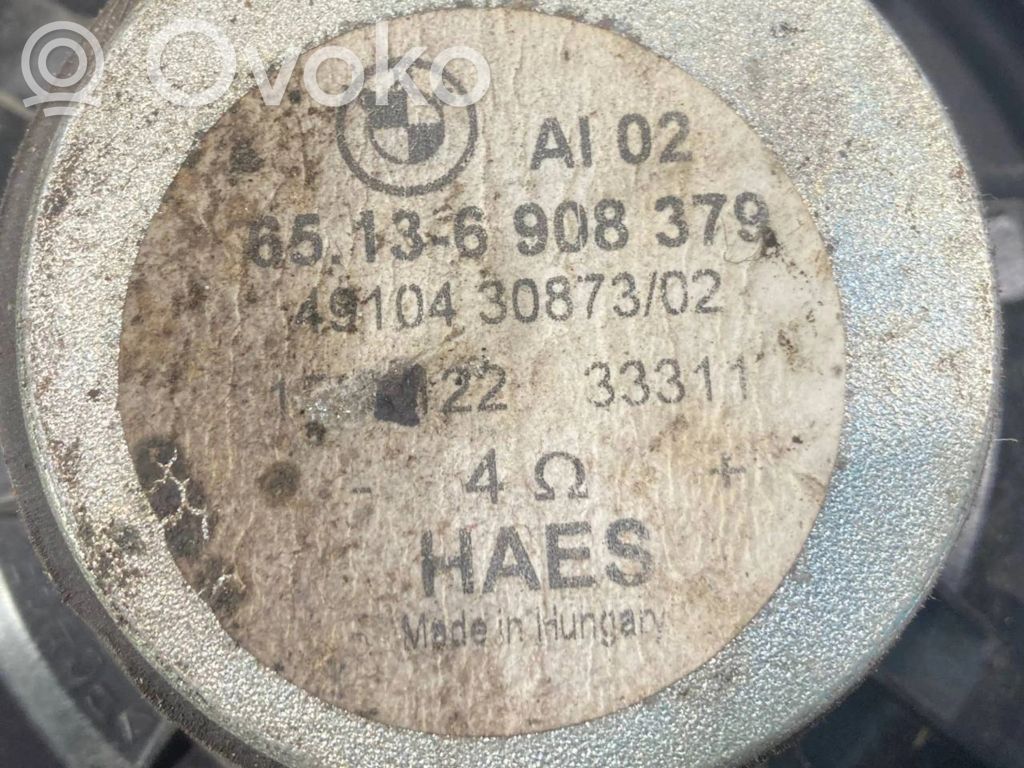 Ovoko
AI 02
65.13-6 908 379
49104 30873/02
22 33311
- 4 Ω +
HAES
Made in Hungary